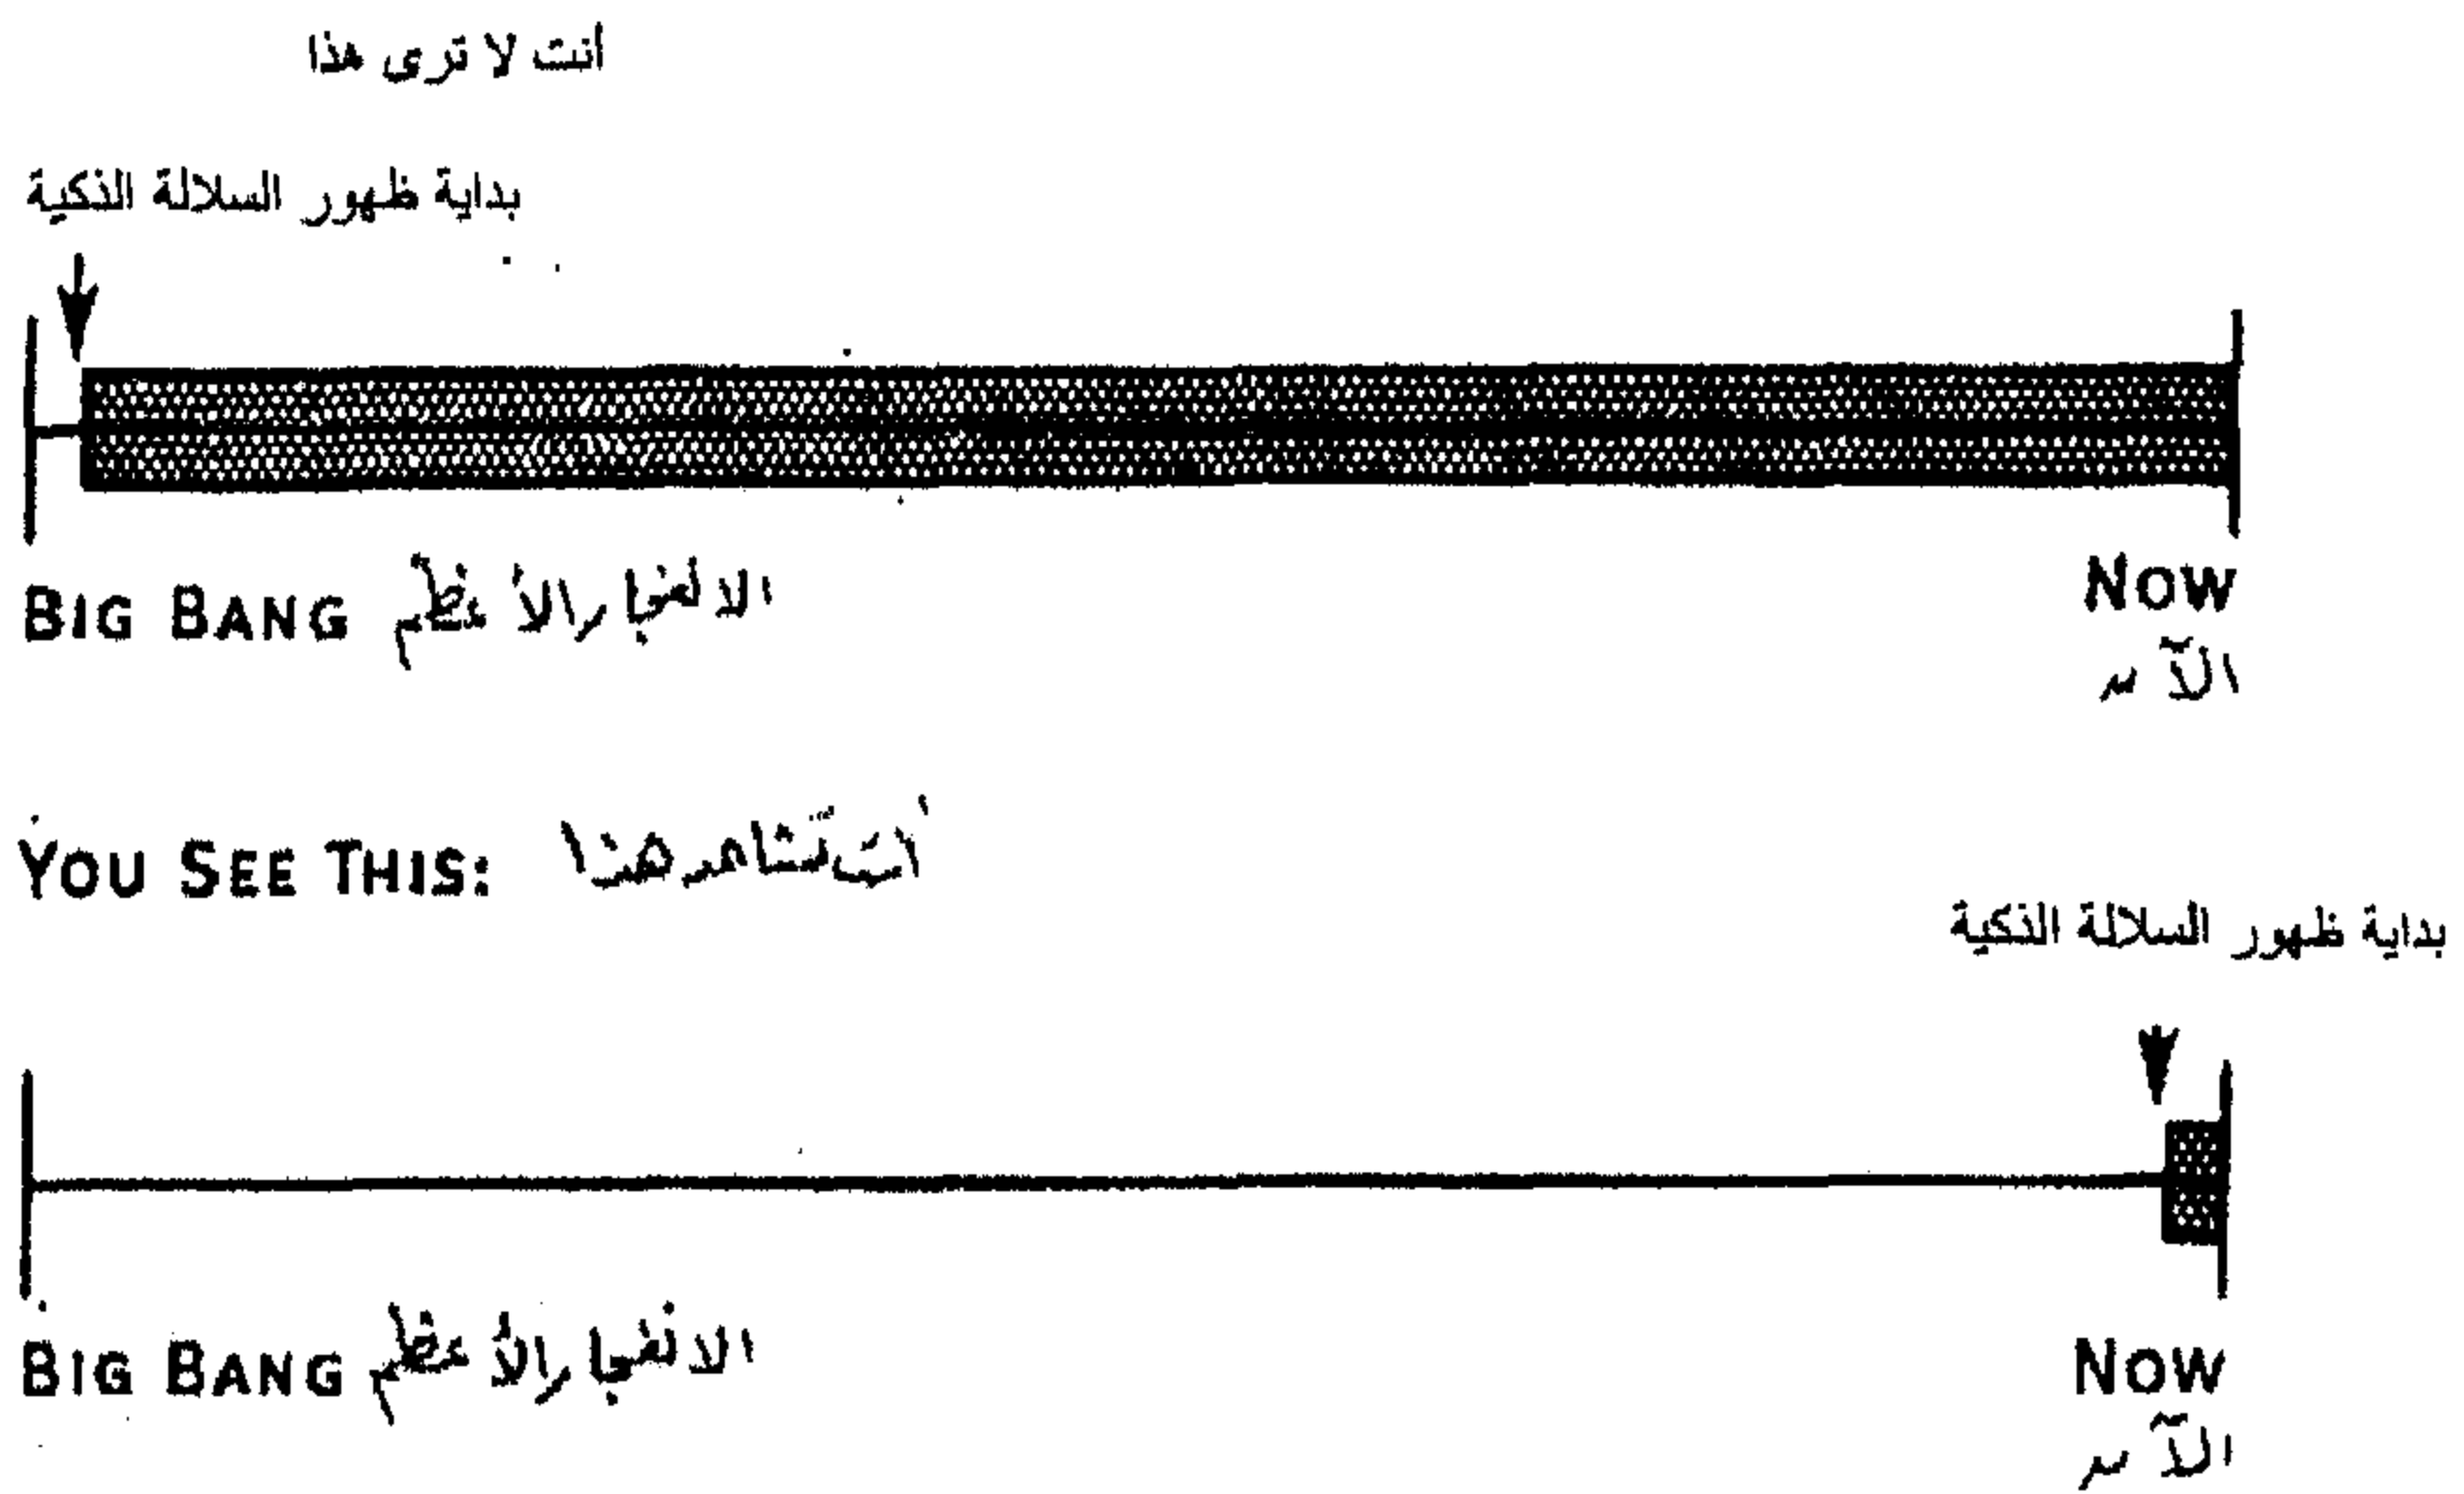 أنت لا ترى هذا
بداية ظهور السلالة الذكية
BIG BANG الانفجار الأعظم
NOW
الآن
YOU SEE THIS: أنت تشاهد هذا
بداية ظهور السلالة الذكية
BIG BANG الانفجار الأعظم
NOW
الآن